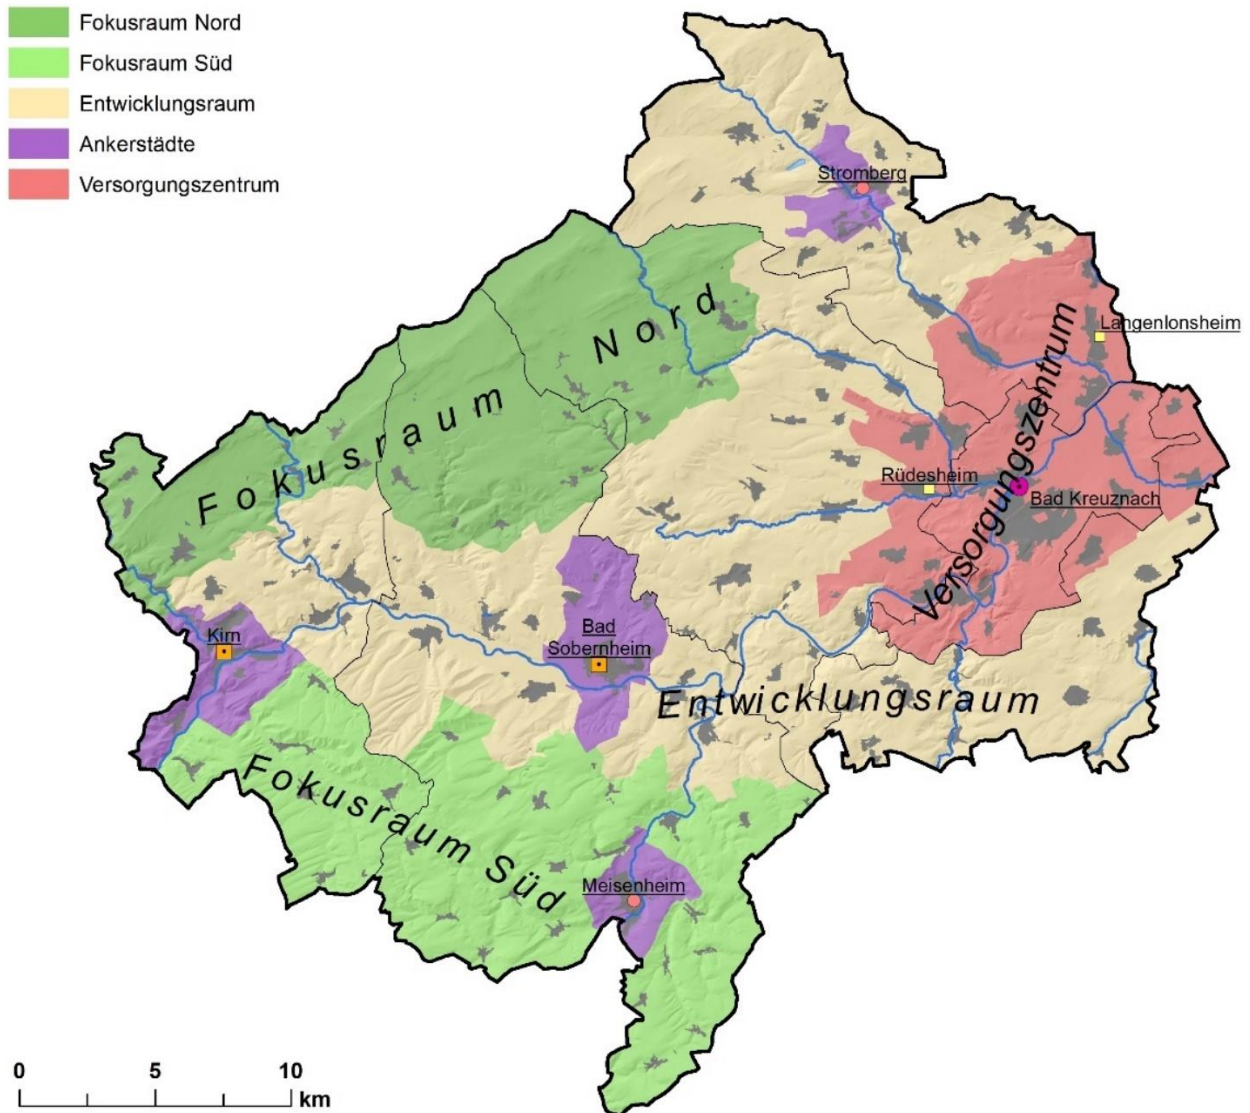 Fokusraum Nord
Fokusraum Süd
Entwicklungsraum
Ankerstädte
Versorgungszentrum
Stromberg
Langenlonsheim
Fokusraum Nord
Versorgungszentrum
Rüdesheim
Bad Kreuznach
Kirn
Bad
Sobernheim
Entwicklungsraum
Fokusraum Süd
Meisenheim
0 5 10
km